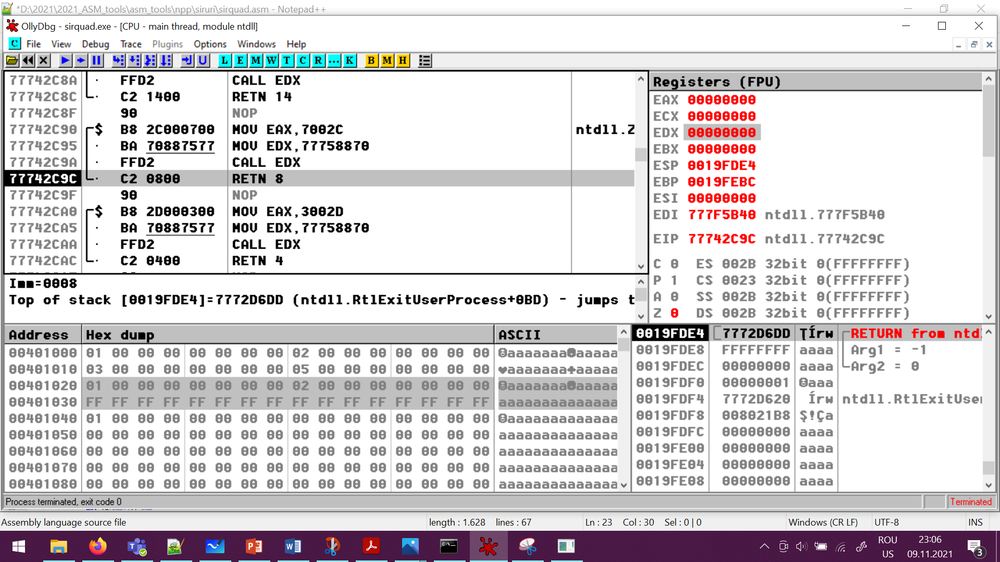 *D:\2021\2021_ASM_tools\asm_tools\npp\siruri\sirquad.asm - Notepad++
OllyDbg - sirquad.exe - [CPU - main thread, module ntdll]
C File View Debug Trace Plugins Options Windows Help
L E M W T C R ... K B M H
77742C8A · FFD2 CALL EDX
77742C8C · C2 1400 RETN 14
77742C8F 90 NOP
77742C90 $ B8 2C000700 MOV EAX,7002C ntdll.Z
77742C95 · BA 70887577 MOV EDX,77758870
77742C9A · FFD2 CALL EDX
77742C9C · C2 0800 RETN 8
77742C9F 90 NOP
77742CA0 $ B8 2D000300 MOV EAX,3002D
77742CA5 · BA 70887577 MOV EDX,77758870
77742CAA · FFD2 CALL EDX
77742CAC · C2 0400 RETN 4
Imm=0008
Top of stack [0019FDE4]=7772D6DD (ntdll.RtlExitUserProcess+0BD) - jumps t
Registers (FPU)
EAX 00000000
ECX 00000000
EDX 00000000
EBX 00000000
ESP 0019FDE4
EBP 0019FEBC
ESI 00000000
EDI 777F5B40 ntdll.777F5B40
EIP 77742C9C ntdll.77742C9C
C 0 ES 002B 32bit 0(FFFFFFFF)
P 1 CS 0023 32bit 0(FFFFFFFF)
A 0 SS 002B 32bit 0(FFFFFFFF)
Z 0 DS 002B 32bit 0(FFFFFFFF)
Address Hex dump ASCII
00401000 01 00 00 00 00 00 00 00 02 00 00 00 00 00 00 00 ☺aaaaaaa☻aaaaa
00401010 03 00 00 00 00 00 00 00 05 00 00 00 00 00 00 00 ♥aaaaaaa♣aaaaa
00401020 01 00 00 00 00 00 00 00 02 00 00 00 00 00 00 00 ☺aaaaaaa☻aaaaa
00401030 FF FF FF FF FF FF FF FF FF FF FF FF FF FF FF FF aaaaaaaaaaaaaa
00401040 01 00 00 00 00 00 00 00 00 00 00 00 00 00 00 00 ☺aaaaaaaaaaaaa
00401050 00 00 00 00 00 00 00 00 00 00 00 00 00 00 00 00 aaaaaaaaaaaaaa
00401060 00 00 00 00 00 00 00 00 00 00 00 00 00 00 00 00 aaaaaaaaaaaaaa
00401070 00 00 00 00 00 00 00 00 00 00 00 00 00 00 00 00 aaaaaaaaaaaaaa
00401080 00 00 00 00 00 00 00 00 00 00 00 00 00 00 00 00 aaaaaaaaaaaaaa
0019FDE4 7772D6DD ŢÍrw RETURN from ntd
0019FDE8 FFFFFFFF aaaa Arg1 = -1
0019FDEC 00000000 aaaa Arg2 = 0
0019FDF0 00000001 ☺aaa
0019FDF4 7772D620 Írw ntdll.RtlExitUse
0019FDF8 008021B8 Ş!Ça
0019FDFC 00000000 aaaa
0019FE00 00000000 aaaa
0019FE04 00000000 aaaa
0019FE08 00000000 aaaa
Process terminated, exit code 0 Terminated
Assembly language source file length : 1.628 lines : 67 Ln : 23 Col : 30 Sel : 0 | 0 Windows (CR LF) UTF-8 INS
ROU
US
23:06
09.11.2021
3